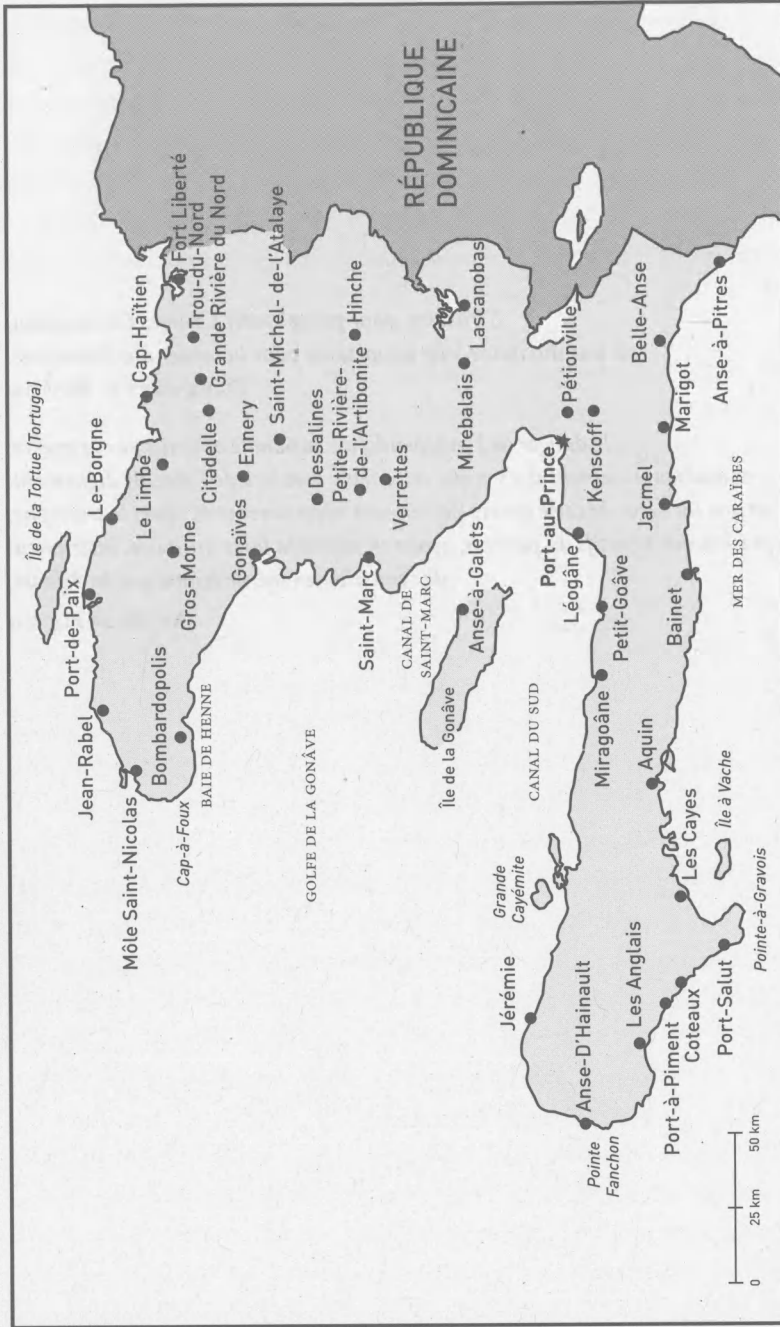 Île de la Tortue (Tortuga)
Port-de-Paix
Jean-Rabel
Le Borgne
Môle Saint-Nicolas
Cap-Haïtien
Le Limbé
Fort Liberté
Bombardopolis
Gros-Morne
Trou-du-Nord
Grande Rivière du Nord
Citadelle
Cap-à-Foux
BAIE DE HENNE
Gonaïves
Ennery
Saint-Michel- de-l'Atalaye
GOLFE DE LA GONÂVE
Dessalines
Petite-Rivière-
de l'Artibonite
Hinche
Saint-Marc
Verrettes
RÉPUBLIQUE
DOMINICAINE
CANAL DE
SAINT-MARC
Île de la Gonâve
Anse-à-Galets
Mirebalais
Lascanobas
Grande
Cayémite
CANAL DU SUD
Port-au-Prince
Pétionville
Jérémie
Léogâne
Kenscoff
Anse-D'Hainault
Miragoâne
Petit-Goâve
Pointe
Fanchon
Les Anglais
Aquin
Belle-Anse
Port-à-Piment
Coteaux
Les Cayes
Bainet
Jacmel
Marigot
Île à Vache
Anse-à-Pitres
Port-Salut
Pointe-à-Gravois
MER DES CARAÏBES
0
25 km
50 km